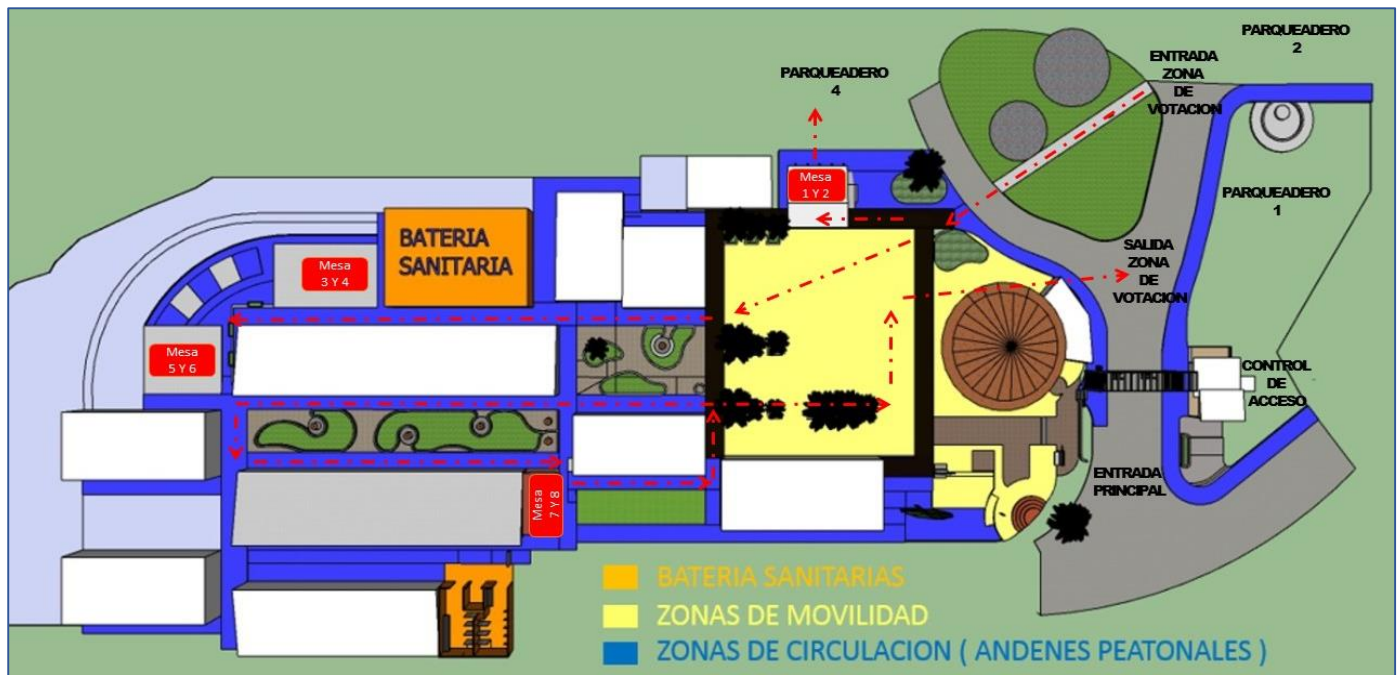 PARQUEADERO
2
ENTRADA
ZONA
DE
VOTACION
PARQUEADERO
4
Mesa
1 Y 2
PARQUEADERO
1
BATERIA
SANITARIA
Mesa
3 Y 4
SALIDA
ZONA
DE
VOTACION
Mesa
5 Y 6
CONTROL
DE
ACCESO
ENTRADA
PRINCIPAL
Mesa
7 Y 8
BATERIA SANITARIAS
ZONAS DE MOVILIDAD
ZONAS DE CIRCULACION ( ANDENES PEATONALES )